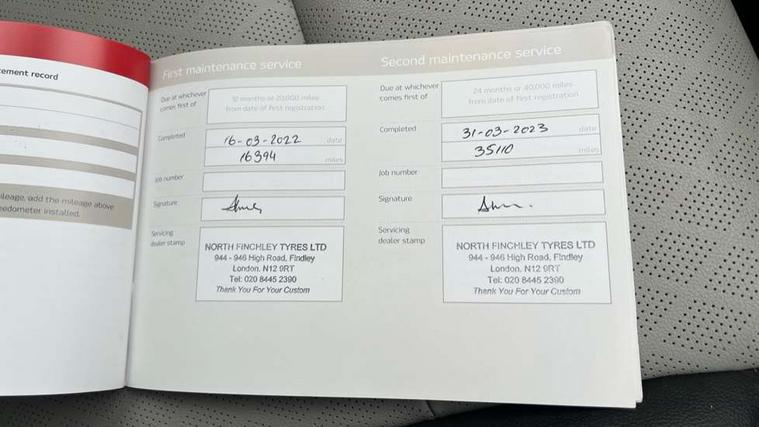 ement record
ileage, add the mileage above
eedometer installed.
First maintenance service
Due at whichever
comes first of
12 months or 20,000 miles
from date of first registration
Completed
16-03-2022 date
16394 miles
Job number
Signature
Servicing
dealer stamp
NORTH FINCHLEY TYRES LTD
944 - 946 High Road, Findley
London. N12 9RT
Tel: 020 8445 2390
Thank You For Your Custom
Second maintenance service
Due at whichever
comes first of
24 months or 40,000 miles
from date of first registration
Completed
31-03-2023 date
35110 miles
Job number
Signature
Servicing
dealer stamp
NORTH FINCHLEY TYRES LTD
944 - 946 High Road, Findley
London. N12 9RT
Tel: 020 8445 2390
Thank You For Your Custom